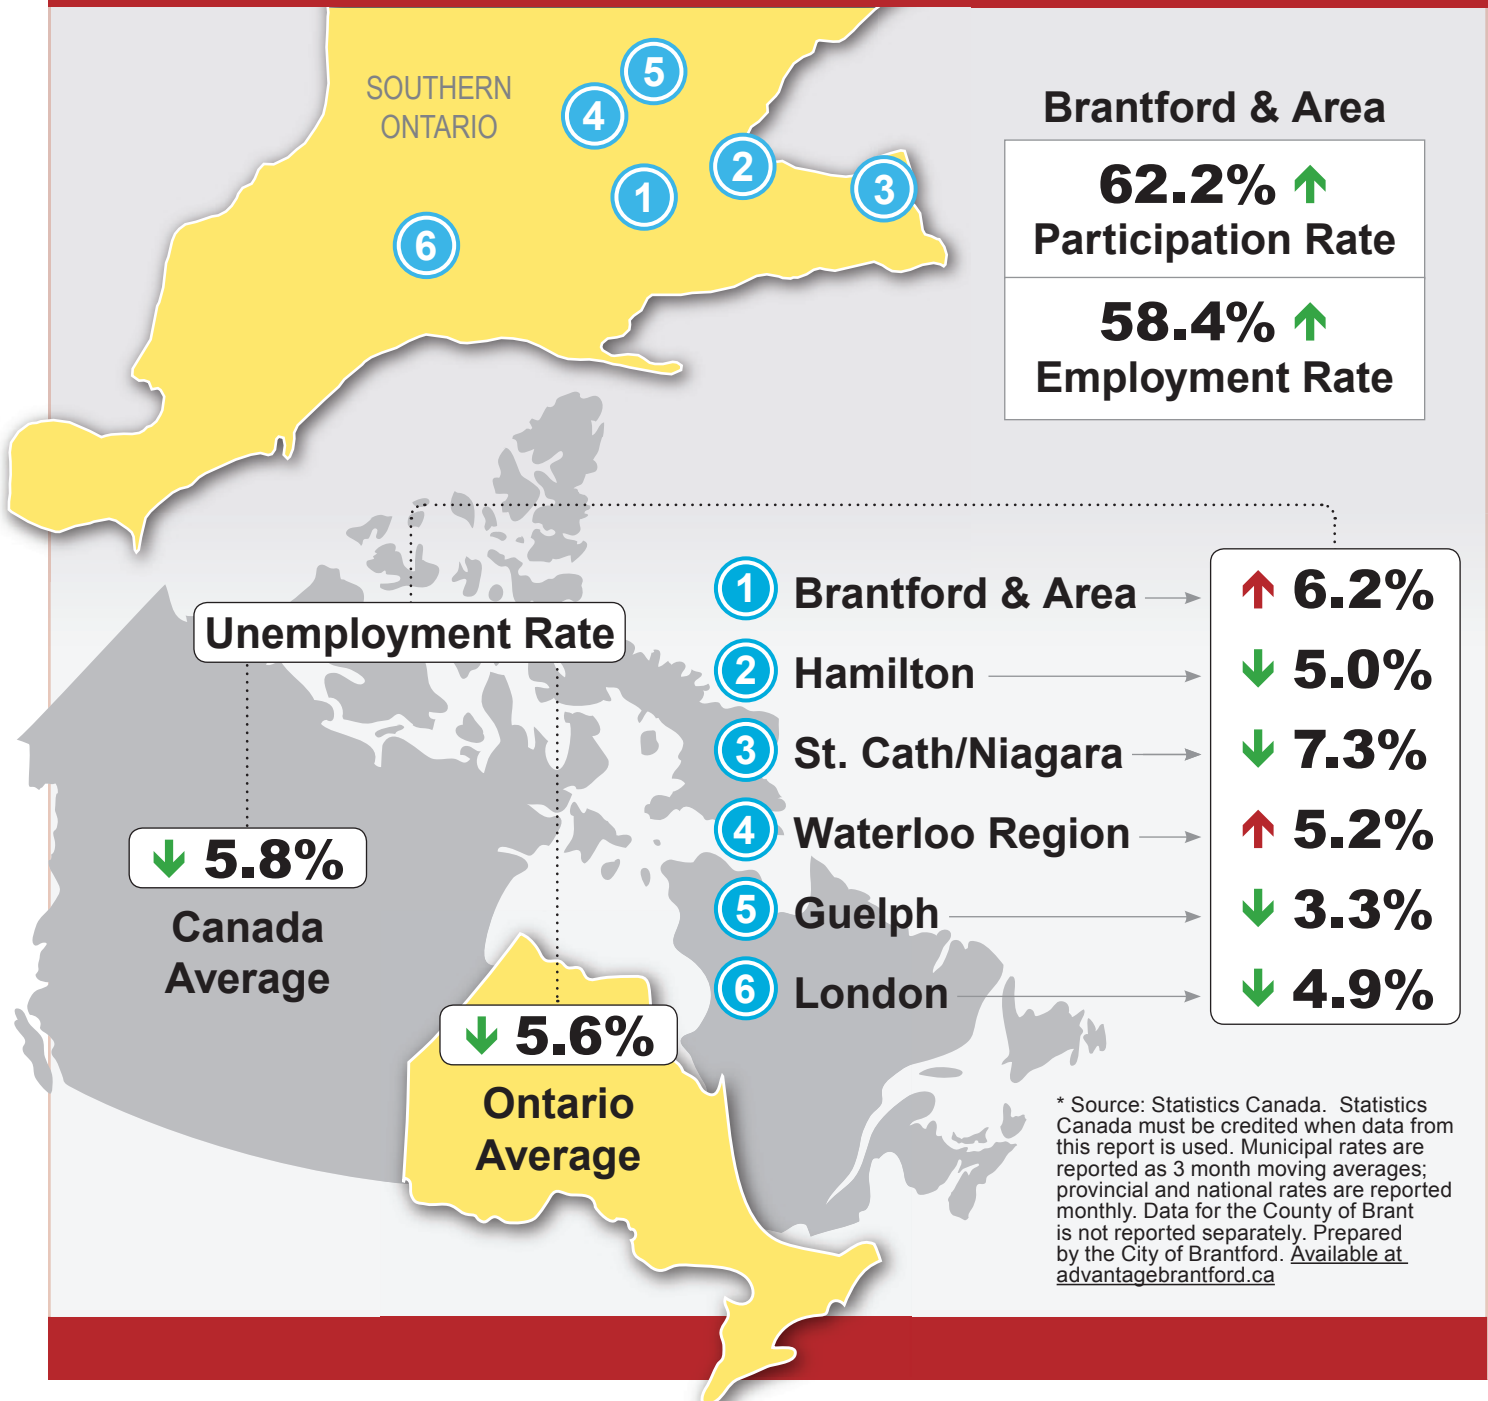 SOUTHERN
ONTARIO
5
4
2
3
1
6
Brantford & Area
62.2%
Participation Rate
58.4%
Employment Rate
Unemployment Rate
1 Brantford & Area 6.2%
2 Hamilton 5.0%
3 St. Cath/Niagara 7.3%
4 Waterloo Region 5.2%
5 Guelph 3.3%
6 London 4.9%
5.8%
Canada
Average
5.6%
Ontario
Average
* Source: Statistics Canada. Statistics
Canada must be credited when data from
this report is used. Municipal rates are
reported as 3 month moving averages;
provincial and national rates are reported
monthly. Data for the County of Brant
is not reported separately. Prepared
by the City of Brantford. Available at
advantagebrantford.ca